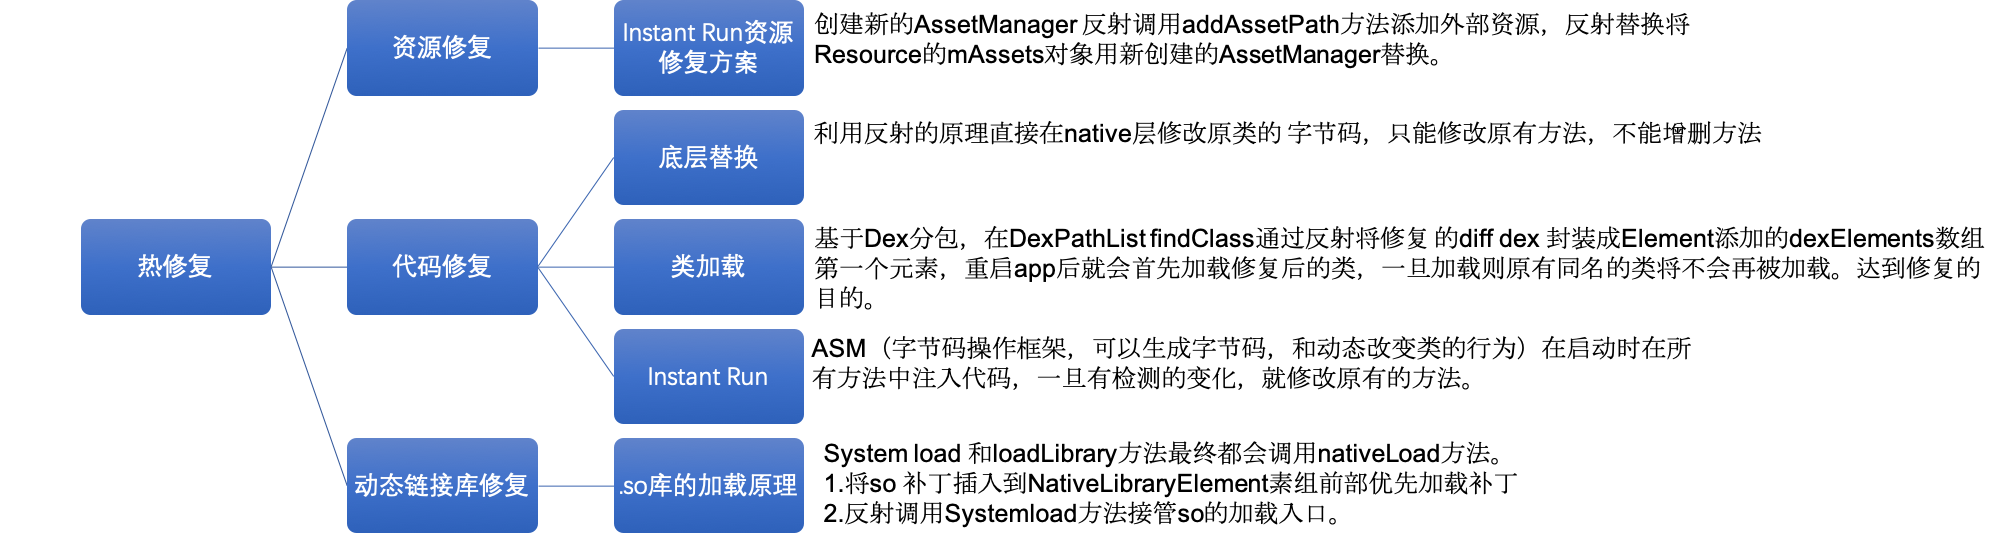 热修复
资源修复
Instant Run资源
修复方案
创建新的AssetManager 反射调用addAssetPath方法添加外部资源，反射替换将
Resource的mAssets对象用新创建的AssetManager替换。
代码修复
底层替换
利用反射的原理直接在native层修改原类的 字节码，只能修改原有方法，不能增删方法
类加载
基于Dex分包，在DexPathList findClass通过反射将修复 的diff dex 封装成Element添加的dexElements数组
第一个元素，重启app后就会首先加载修复后的类，一旦加载则原有同名的类将不会再被加载。达到修复的
目的。
Instant Run
ASM（字节码操作框架，可以生成字节码，和动态改变类的行为）在启动时在所
有方法中注入代码，一旦有检测的变化，就修改原有的方法。
动态链接库修复
.so库的加载原理
System load 和loadLibrary方法最终都会调用nativeLoad方法。
1.将so 补丁插入到NativeLibraryElement素组前部优先加载补丁
2.反射调用Systemload方法接管so的加载入口。